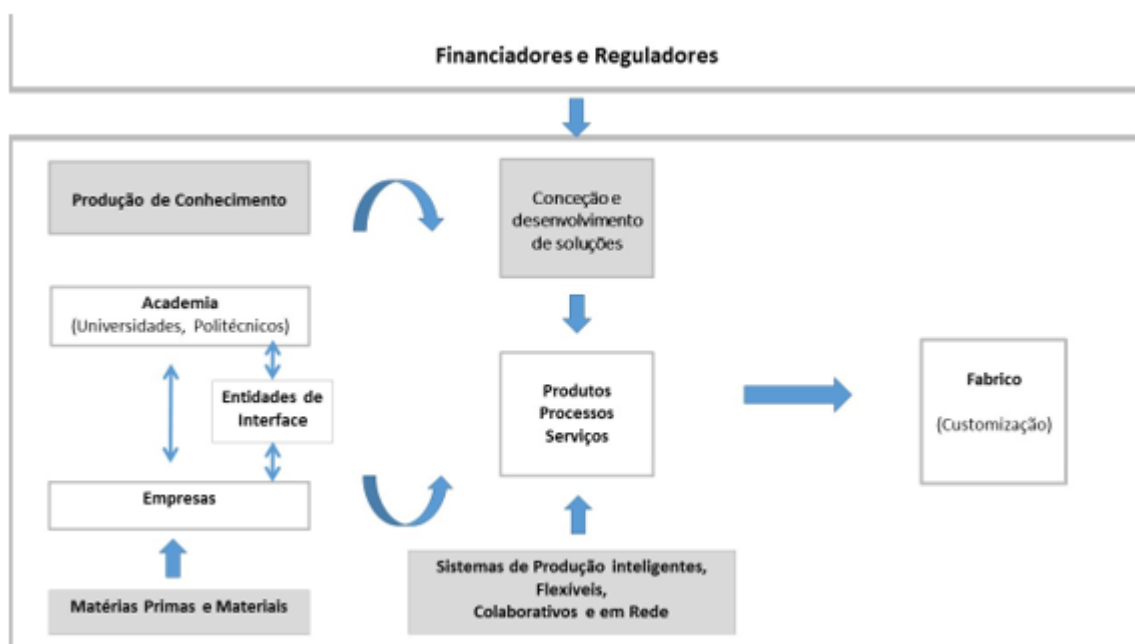 Financiadores e Reguladores
Produção de Conhecimento
Conceção e
desenvolvimento
de soluções
Academia
(Universidades, Politécnicos)
Entidades de
Interface
Empresas
Matérias Primas e Materiais
Produtos
Processos
Serviços
Sistemas de Produção inteligentes,
Flexíveis,
Colaborativos e em Rede
Fabrico
(Customização)